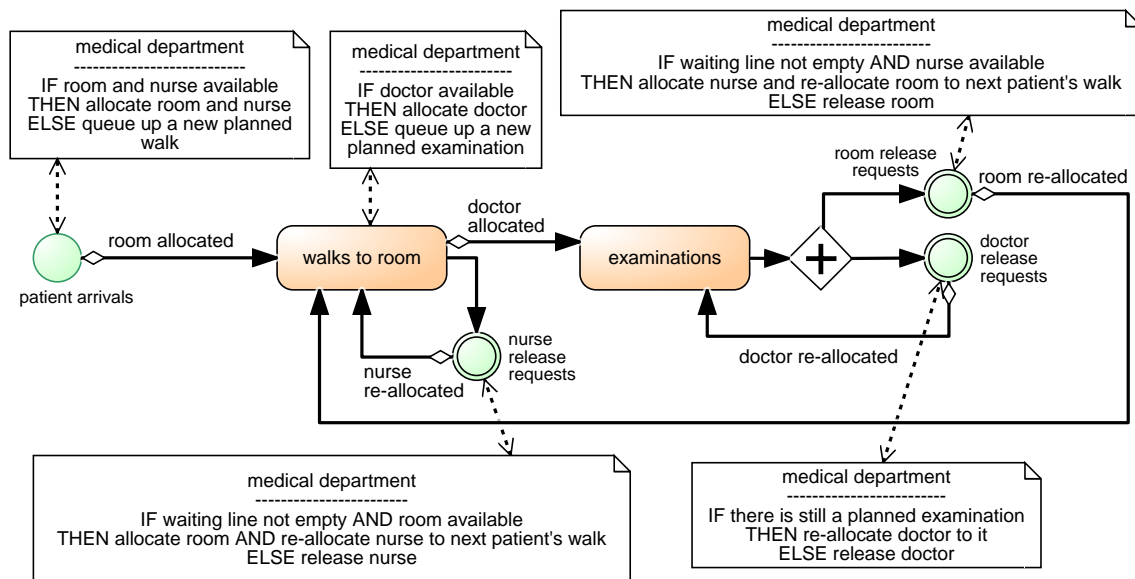 medical department
---------------------------
IF room and nurse available
THEN allocate room and nurse
ELSE queue up a new planned
walk
medical department
------------------------
IF doctor available
THEN allocate doctor
ELSE queue up a new
planned examination
medical department
-------------------------
IF waiting line not empty AND nurse available
THEN allocate nurse and re-allocate room to next patient's walk
ELSE release room
room release
requests
room re-allocated
doctor
allocated
room allocated
walks to room
examinations
doctor
release
requests
patient arrivals
nurse
release
requests
nurse
re-allocated
doctor re-allocated
medical department
------------------------
IF waiting line not empty AND room available
THEN allocate room AND re-allocate nurse to next patient's walk
ELSE release nurse
medical department
-------------------------
IF there is still a planned examination
THEN re-allocate doctor to it
ELSE release doctor